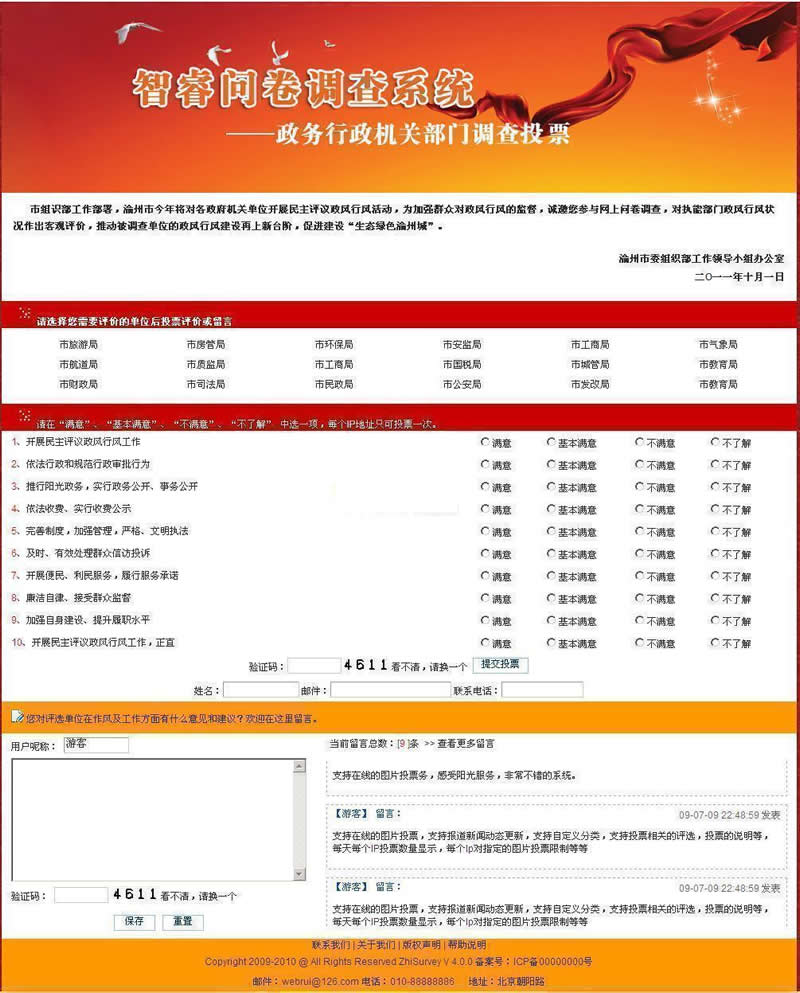 智睿问卷调查系统
——政务行政机关部门调查投票
市组识部工作部署，渝州市今年将对各政府机关单位开展民主评议政风行风活动，为加强群众对政风行风的监督，诚邀您参与网上问卷调查，对执能部门政风行风状
况作出客观评价，推动被调查单位的政风行风建设再上新台阶，促进建设“生态绿色渝州城”。
渝州市委组织部工作领导小组办公室
二○一一年十月一日
请选择您需要评价的单位后投票评价或留言
市旅游局 市房管局 市环保局 市安监局 市工商局 市气象局
市航道局 市质监局 市工商局 市国税局 市城管局 市教育局
市财政局 市司法局 市民政局 市公安局 市发改局 市教育局
请在“满意”、“基本满意”、“不满意”、“不了解” 中选一项，每个IP地址只可投票一次。
1、开展民主评议政风行风工作 满意 基本满意 不满意 不了解
2、依法行政和规范行政审批行为 满意 基本满意 不满意 不了解
3、推行阳光政务，实行政务公开、事务公开 满意 基本满意 不满意 不了解
4、依法收费、实行收费公示 满意 基本满意 不满意 不了解
5、完善制度，加强管理，严格、文明执法 满意 基本满意 不满意 不了解
6、及时、有效处理群众信访投诉 满意 基本满意 不满意 不了解
7、开展便民、利民服务，履行服务承诺 满意 基本满意 不满意 不了解
8、廉洁自律、接受群众监督 满意 基本满意 不满意 不了解
9、加强自身建设、提升履职水平 满意 基本满意 不满意 不了解
10、开展民主评议政风行风工作，正直 满意 基本满意 不满意 不了解
验证码： 4611 看不清，请换一个 提交投票
姓名： 邮件： 联系电话：
您对评选单位在作风及工作方面有什么意见和建议？欢迎在这里留言。
用户昵称： 游客
验证码： 4611 看不清，请换一个
保存 重置
当前留言总数：[9]条 >> 查看更多留言
支持在线的图片投票务，感受阳光服务，非常不错的系统。
【游客】 留言： 09-07-09 22:48:59 发表
支持在线的图片投票，支持报道新闻动态更新，支持自定义分类，支持投票相关的评选，投票的说明等，
每天每个IP投票数量显示，每个Ip对指定的图片投票限制等等
【游客】 留言： 09-07-09 22:48:59 发表
支持在线的图片投票，支持报道新闻动态更新，支持自定义分类，支持投票相关的评选，投票的说明等，
每天每个IP投票数量显示，每个Ip对指定的图片投票限制等等
联系我们 | 关于我们 | 版权声明 | 帮助说明
Copyright 2009-2010 @ All Rights Reserved ZhiSurvey V 4.0.0 备案号：ICP备00000000号
邮件：webrui@126.com 电话：010-88888886 地址：北京朝阳路